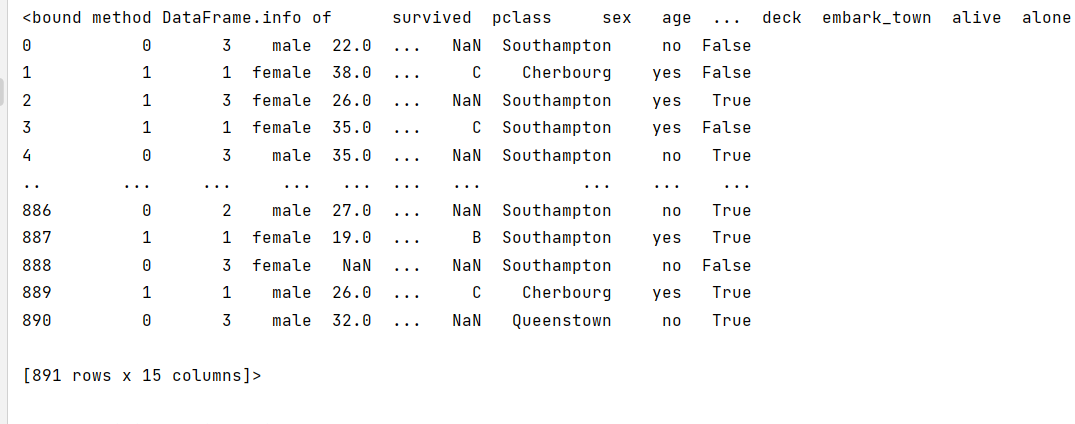 <bound method DataFrame.info of      survived  pclass     sex   age  ...  deck  embark_town  alive  alone
0           0       3    male  22.0  ...   NaN  Southampton     no  False
1           1       1  female  38.0  ...     C    Cherbourg    yes  False
2           1       3  female  26.0  ...   NaN  Southampton    yes   True
3           1       1  female  35.0  ...     C  Southampton    yes  False
4           0       3    male  35.0  ...   NaN  Southampton     no   True
..        ...     ...     ...   ...  ...   ...          ...    ...    ...
886         0       2    male  27.0  ...   NaN  Southampton     no   True
887         1       1  female  19.0  ...     B  Southampton    yes   True
888         0       3  female   NaN  ...   NaN  Southampton     no  False
889         1       1    male  26.0  ...     C    Cherbourg    yes   True
890         0       3    male  32.0  ...   NaN   Queenstown     no   True

[891 rows x 15 columns]>